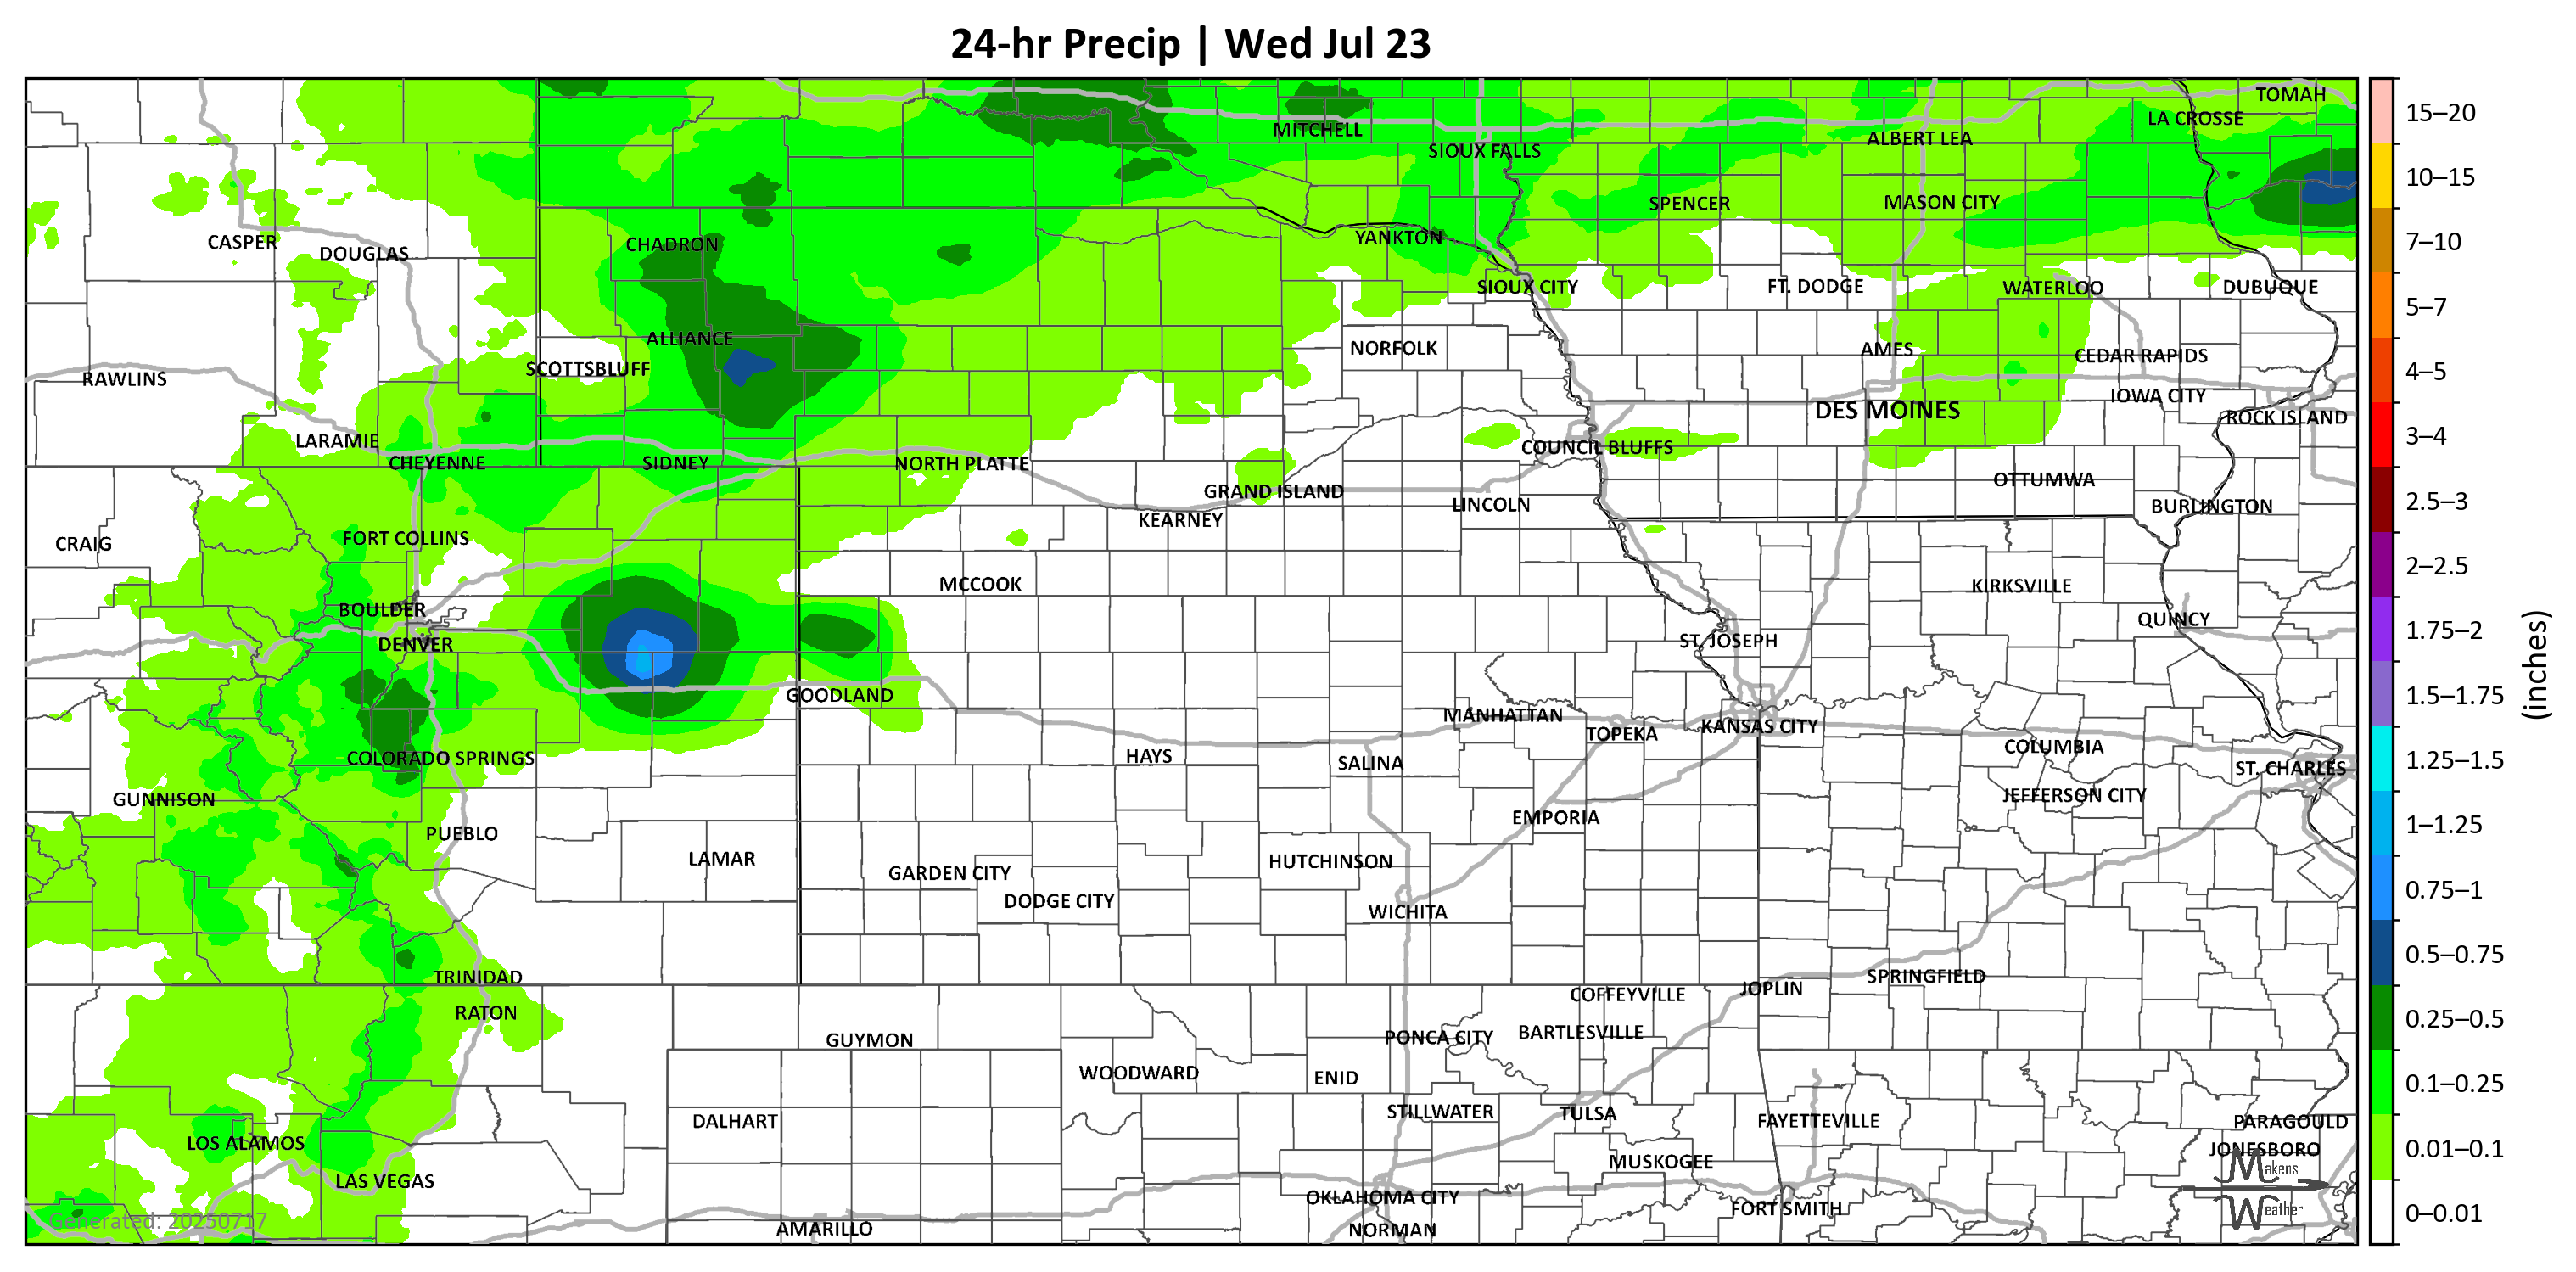 24-hr Precip | Wed Jul 23
TOMAH
LA CROSSE
MITCHELL
ALBERT LEA
SIOUX FALLS
SPENCER
MASON CITY
CHADRON
YANKTON
CASPER
DOUGLAS
SIOUX CITY
FT. DODGE
WATERLOO
DUBUQUE
ALLIANCE
NORFOLK
AMES
CEDAR RAPIDS
SCOTTSBLUFF
RAWLINS
IOWA CITY
DES MOINES
ROCK ISLAND
LARAMIE
COUNCIL BLUFFS
CHEYENNE
SIDNEY
NORTH PLATTE
OTTUMWA
GRAND ISLAND
LINCOLN
BURLINGTON
KEARNEY
FORT COLLINS
CRAIG
MCCOOK
KIRKSVILLE
BOULDER
QUINCY
DENVER
ST. JOSEPH
GOODLAND
MANHATTAN
TOPEKA
KANSAS CITY
COLUMBIA
COLORADO SPRINGS
HAYS
SALINA
ST. CHARLES
GUNNISON
JEFFERSON CITY
EMPORIA
PUEBLO
LAMAR
HUTCHINSON
GARDEN CITY
DODGE CITY
WICHITA
TRINIDAD
SPRINGFIELD
JOPLIN
COFFEYVILLE
RATON
BARTLESVILLE
PONCA CITY
GUYMON
WOODWARD
ENID
STILLWATER
TULSA
DALHART
FAYETTEVILLE
PARAGOULD
LOS ALAMOS
JONESBORO
MUSKOGEE
LAS VEGAS
OKLAHOMA CITY
FORT SMITH
AMARILLO
NORMAN
Generated: 20250717
Makens
Weather
15–20
10–15
7–10
5–7
4–5
3–4
2.5–3
2–2.5
1.75–2
1.5–1.75
1.25–1.5
1–1.25
0.75–1
0.5–0.75
0.25–0.5
0.1–0.25
0.01–0.1
0–0.01
(inches)